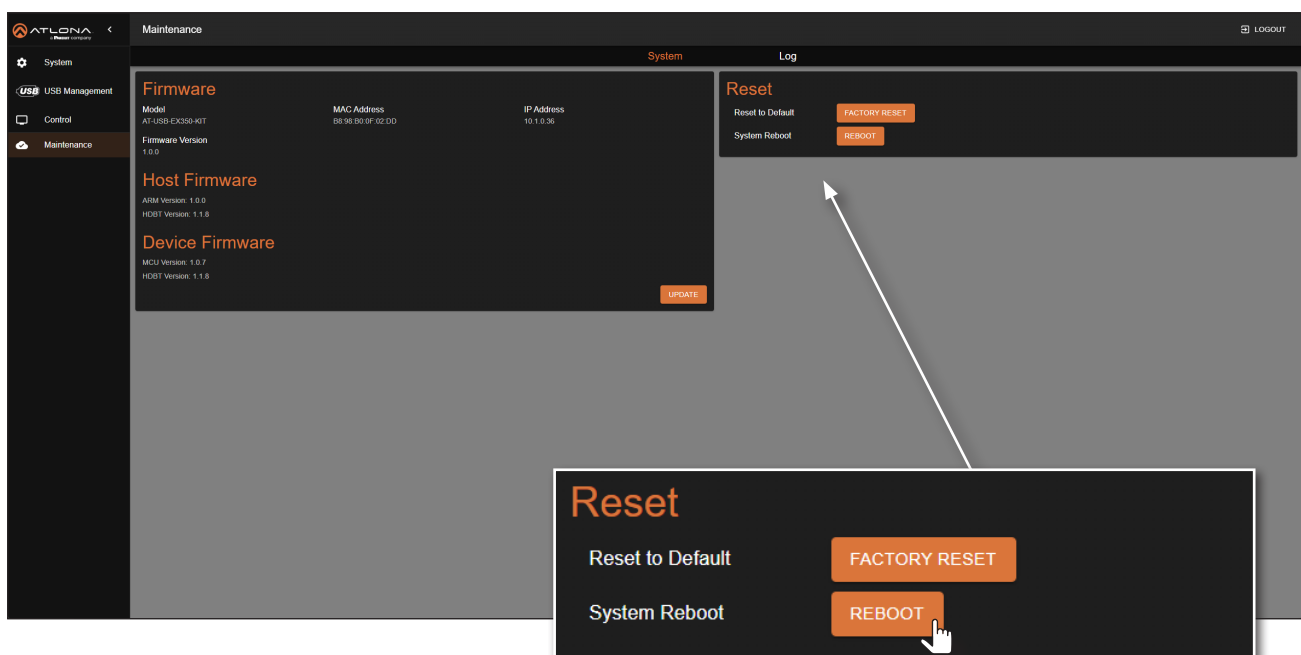 ATLONA
a Panduit company
Maintenance
LOGOUT
System
USB USB Management
Control
Maintenance
System Log
Firmware
Model MAC Address IP Address
AT-USB-EX350-KIT B8:98:B0:0F:02:DD 10.1.0.36
Firmware Version
1.0.0
Host Firmware
ARM Version: 1.0.0
HDBT Version: 1.1.8
Device Firmware
MCU Version: 1.0.7
HDBT Version: 1.1.8
UPDATE
Reset
Reset to Default FACTORY RESET
System Reboot REBOOT
Reset
Reset to Default FACTORY RESET
System Reboot REBOOT